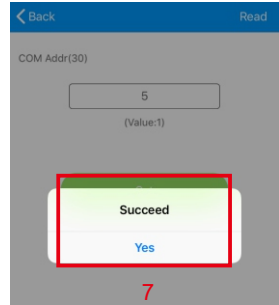 Back Read
COM Addr(30)
5
(Value:1)
Succeed
Yes
7